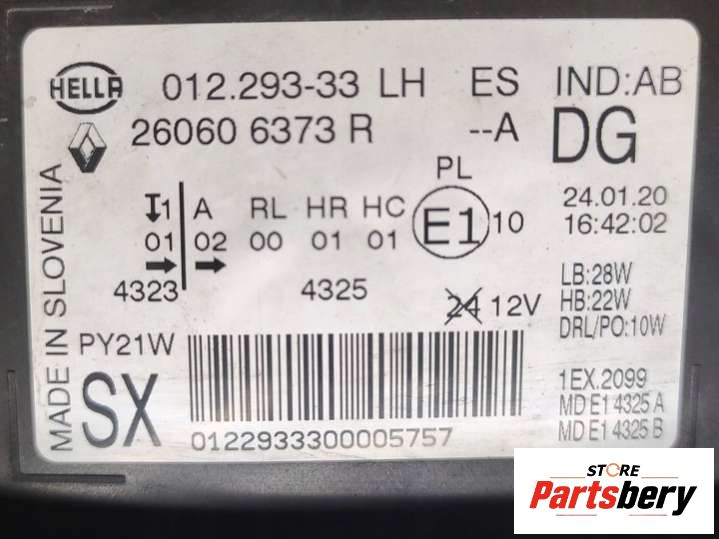 HELLA 012.293-33 LH ES IND:AB
26060 6373 R --A DG
MADE IN SLOVENIA
PL
1 A RL HR HC E1 10
01 02 00 01 01
4323 4325
24 12V
24.01.20
16:42:02
LB:28W
HB:22W
DRL/PO:10W
PY21W
SX
0122933300005757
1EX.2099
MD E1 4325 A
MD E1 4325 B
STORE
Partsbery